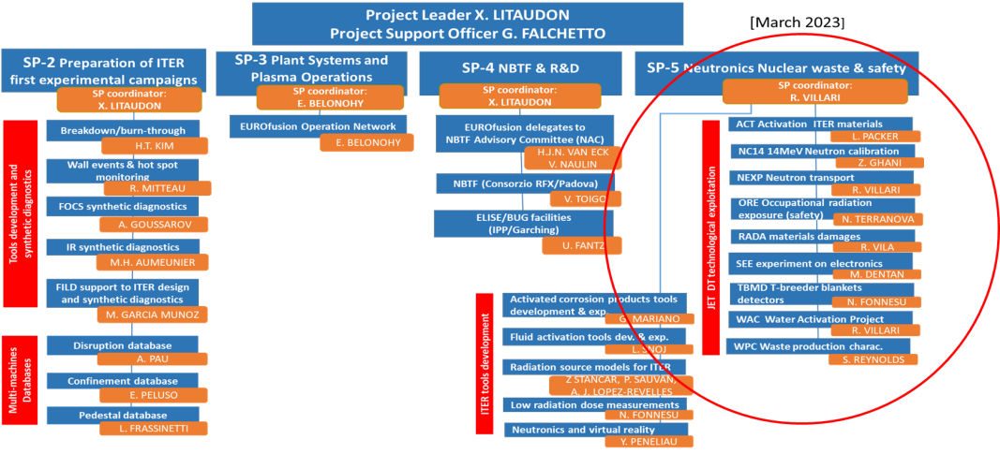 Project Leader X. LITAUDON
Project Support Officer G. FALCHETTO
[March 2023]
SP-2 Preparation of ITER
first experimental campaigns
SP coordinator:
X. LITAUDON
Tools development and
synthetic diagnostics
Breakdown/burn-through
H.T. KIM
Wall events & hot spot
monitoring
R. MITTEAU
FOCS synthetic diagnostics
A. GOUSSAROV
IR synthetic diagnostics
M.H. AUMEUNIER
FILD support to ITER design
and synthetic diagnostics
M. GARCIA MUNOZ
Multi-machines
Databases
Disruption database
A. PAU
Confinement database
E. PELUSO
Pedestal database
L. FRASSINETTI
SP-3 Plant Systems and
Plasma Operations
SP coordinator:
E. BELONOHY
EUROfusion Operation Network
E. BELONOHY
SP-4 NBTF & R&D
SP coordinator:
X. LITAUDON
EUROfusion delegates to
NBTF Advisory Committee (NAC)
H.J.N. VAN ECK
V. NAULIN
NBTF (Consorzio RFX/Padova)
V. TOIGO
ELISE/BUG facilities
(IPP/Garching)
U. FANTZ
SP-5 Neutronics Nuclear waste & safety
SP coordinator:
R. VILLARI
ITER tools development
Activated corrosion products tools
development & exp.
G. MARIANO
Fluid activation tools dev. & exp.
L. SNOJ
Radiation source models for ITER
Z STANCAR, P. SAUVAN,
A. J. LOPEZ-REVELLES
Low radiation dose measurements
N. FONNESU
Neutronics and virtual reality
Y. PENELIAU
JET DT technological exploitation
ACT Activation ITER materials
L. PACKER
NC14 14MeV Neutron calibration
Z. GHANI
NEXP Neutron transport
R. VILLARI
ORE Occupational radiation
exposure (safety)
N. TERRANOVA
RADA materials damages
R. VILA
SEE experiment on electronics
M. DENTAN
TBMD T-breeder blankets
detectors
N. FONNESU
WAC Water Activation Project
R. VILLARI
WPC Waste production charac.
S. REYNOLDS